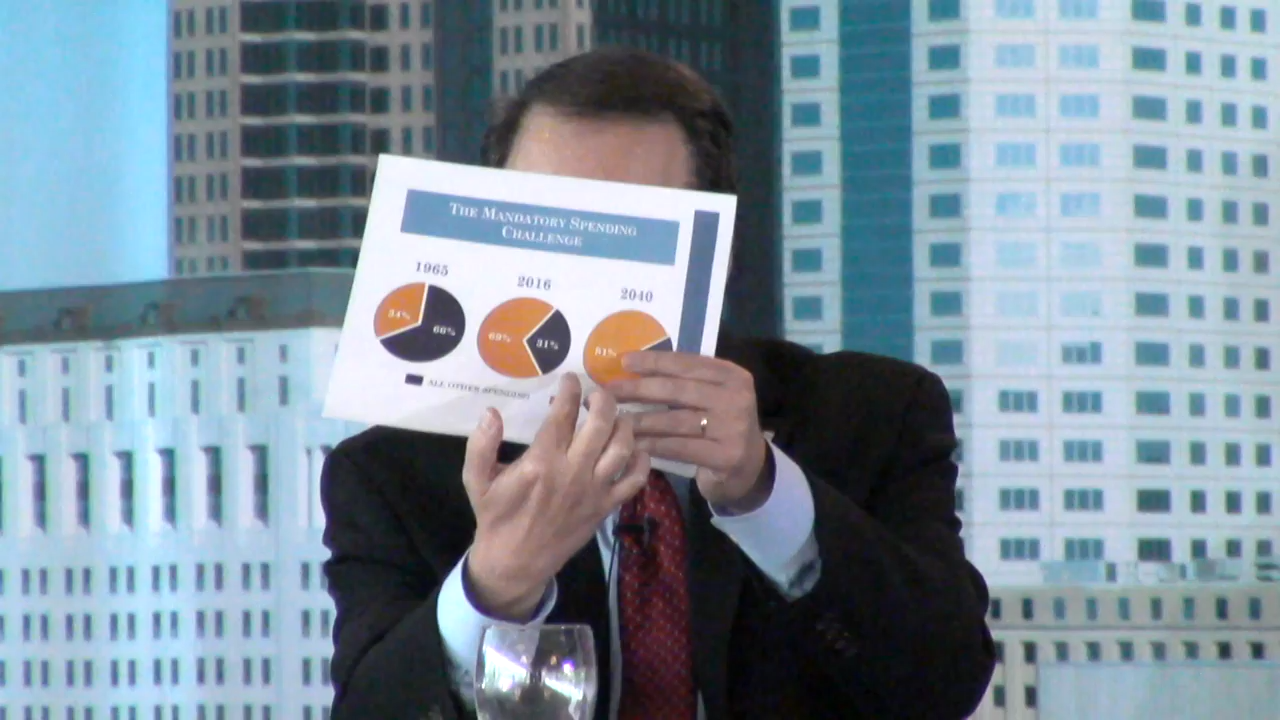 THE MANDATORY SPENDING
CHALLENGE
1965
2016
2040
34%
66%
69%
31%
81%
ALL OTHER SPENDING